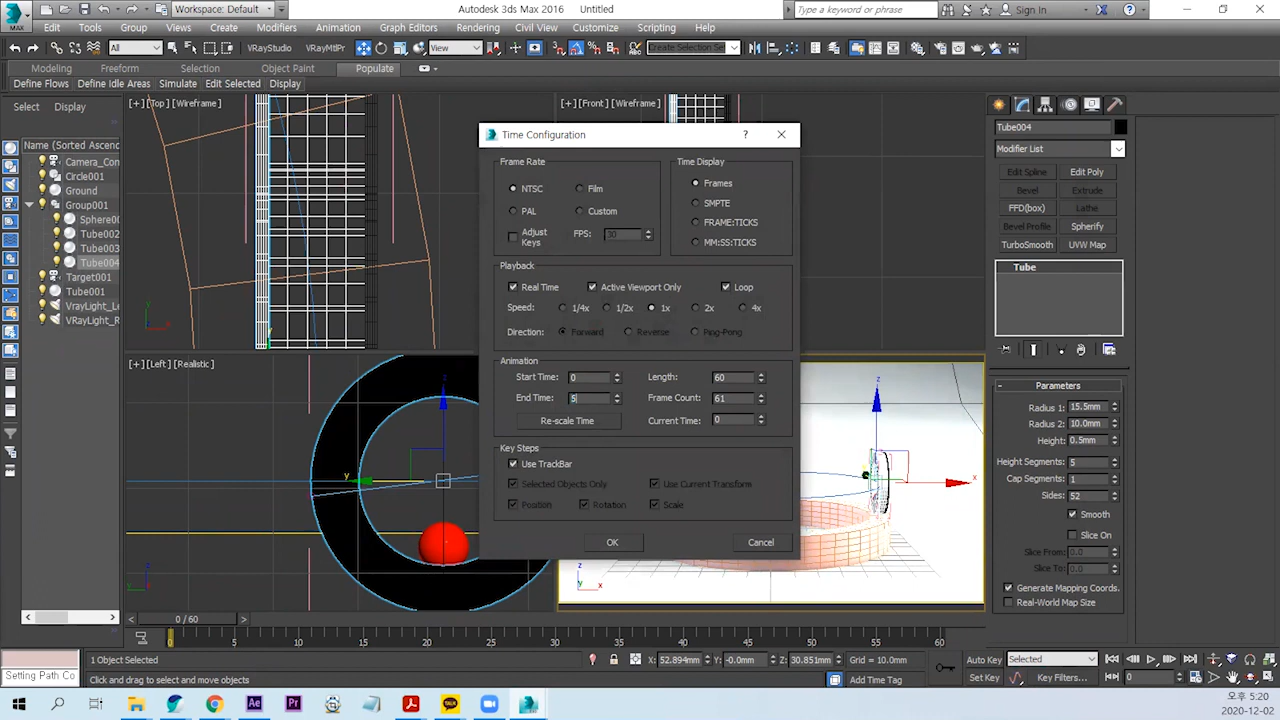 MAX
Workspace: Default
Autodesk 3ds Max 2016
Untitled
Type a keyword or phrase
Sign In
Edit
Tools
Group
Views
Create
Modifiers
Animation
Graph Editors
Rendering
Civil View
Customize
Scripting
Help
All
VRayStudio
VRayMtlPr
View
Create Selection Set
Modeling
Freeform
Selection
Object Paint
Populate
Define Flows
Define Idle Areas
Simulate
Edit Selected
Display
Select
Display
Name (Sorted Ascend
Camera_Con
Circle001
Ground
Group001
Sphere00
Tube002
Tube003
Tube004
Target001
VrayLight_Le
VRayLight_R
[+][Top][Wireframe]
[+][Front][Wireframe]
[+][Left][Realistic]
Time Configuration
Frame Rate
NTSC
Film
PAL
Custom
Adjust Keys
FPS: 30
Time Display
Frames
SMPTE
FRAME:TICKS
MM:SS:TICKS
Playback
Real Time
Active Viewport Only
Loop
Speed: 1/4x 1/2x 1x 2x 4x
Direction: Forward Reverse Ping-Pong
Animation
Start Time: 0
Length: 60
End Time: 5
Frame Count: 61
Re-scale Time
Current Time: 0
Key Steps
Use TrackBar
Selected Objects Only
Use Current Transform
Position
Rotation
Scale
OK
Cancel
Tube004
Modifier List
Edit Spline
Edit Poly
Bevel
Extrude
FFD(box)
Lathe
Bevel Profile
Spherify
TurboSmooth
UVW Map
Tube
Parameters
Radius 1: 15.5mm
Radius 2: 10.0mm
Height: 0.5mm
Height Segments: 5
Cap Segments: 1
Sides: 52
Smooth
Slice On
Slice From: 0.0
Slice To: 0.0
Generate Mapping Coords.
Real-World Map Size
0 / 60
0 5 10 15 20 25 30 35 40 45 50 55 60
1 Object Selected
X: 52.894mm
Y: -0.0mm
Z: 30.851mm
Grid = 10.0mm
Auto Key
Selected
Setting Path Co
Click and drag to select and move objects
Add Time Tag
Set Key
Key Filters...
0
오후 5:20
2020-12-02